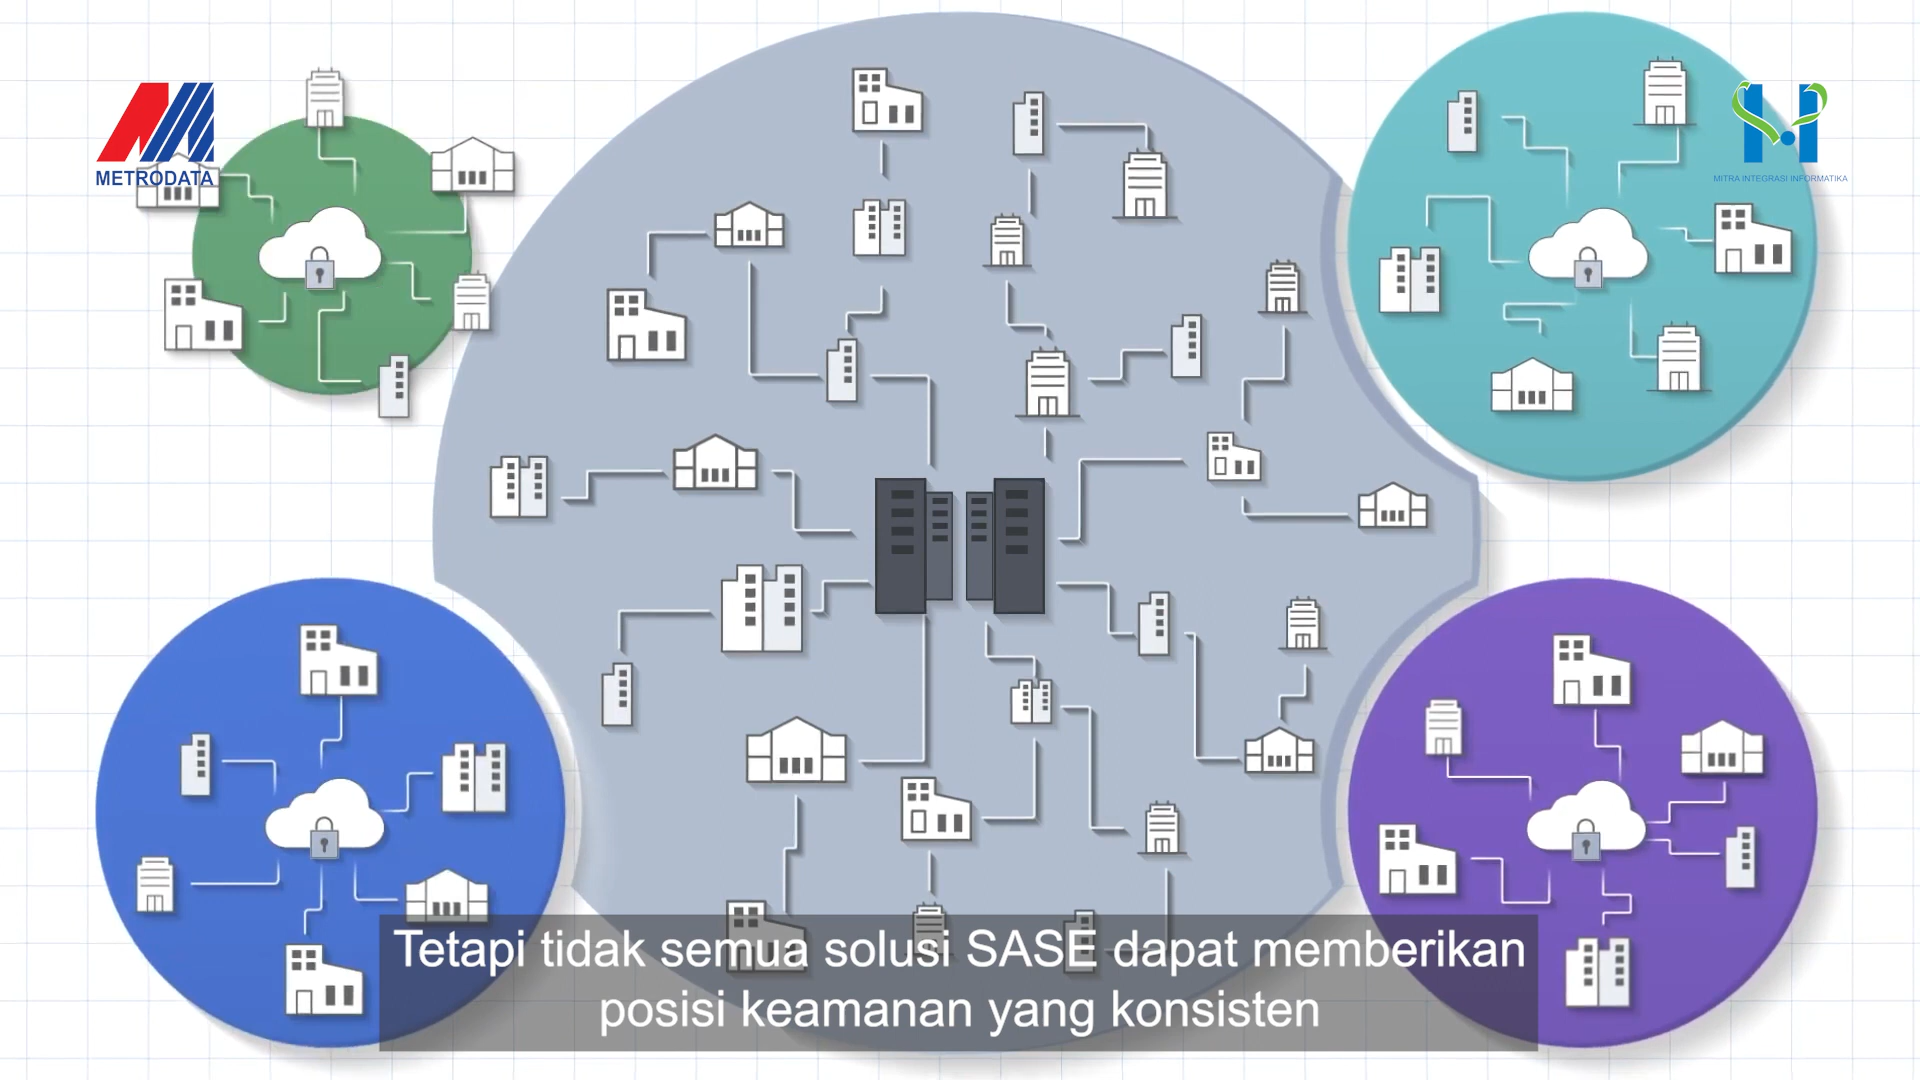 METRODATA
MITRA INTEGRASI INFORMATIKA
Tetapi tidak semua solusi SASE dapat memberikan
posisi keamanan yang konsisten